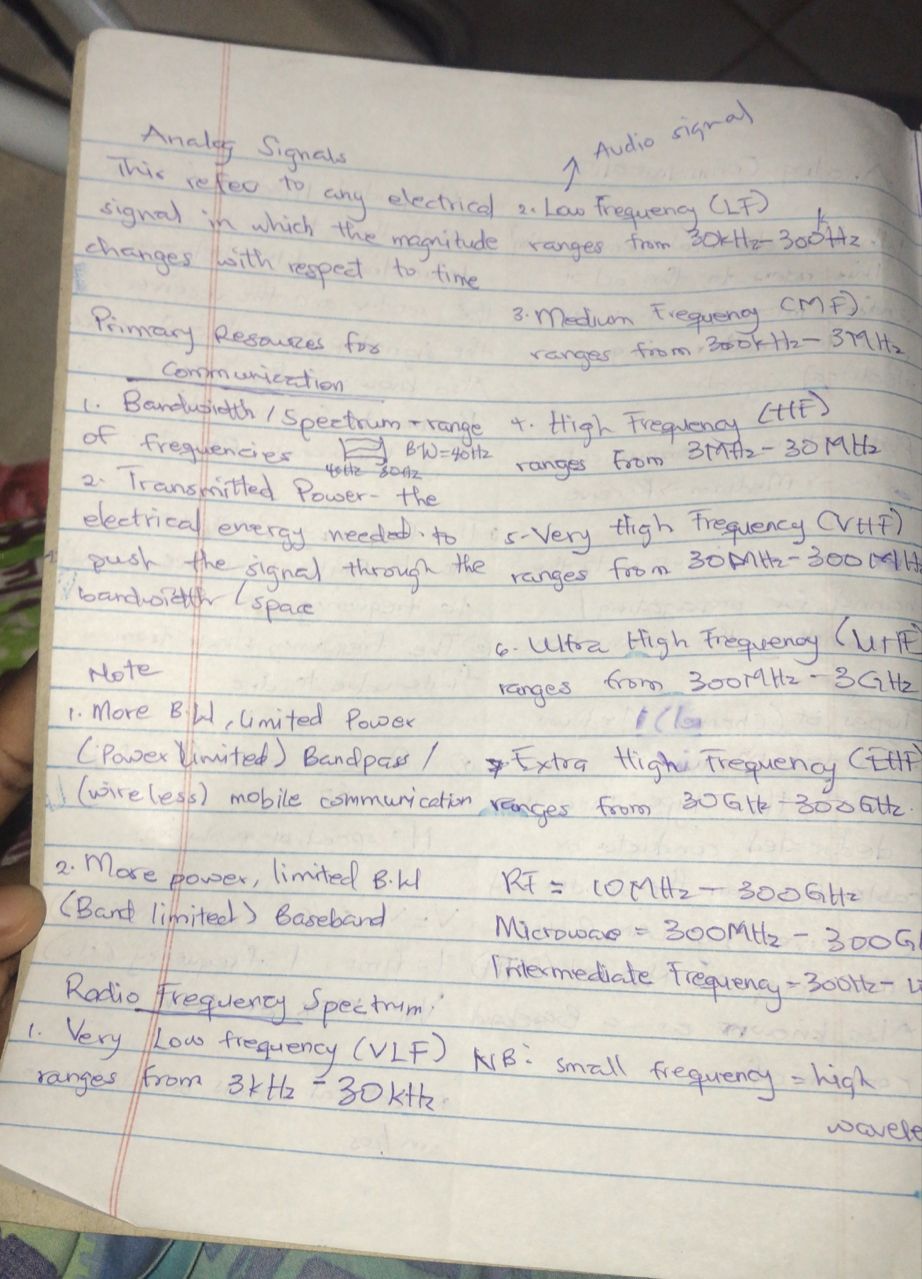 Analog Signals
This refers to any electrical
signal in which the magnitude
changes with respect to time
Primary Resources for
Communication
1. Bandwidth / Spectrum - range
of frequencies BW=40Hz
40Hz 80Hz
2. Transmitted Power - the
electrical energy needed to
push the signal through the
bandwidth / space
Note
1. More B.W, limited Power
(Power limited) Bandpass /
(wireless) mobile communication
2. More power, limited B.W
(Band limited) Baseband
Radio Frequency Spectrum
1. Very Low frequency (VLF)
ranges from 3kHz - 30kHz
Audio signal
2. Low Frequency (LF)
ranges from 30kHz - 300kHz
3. Medium Frequency (MF)
ranges from 300kHz - 3MHz
4. High Frequency (HF)
ranges from 3MHz - 30MHz
5. Very High Frequency (VHF)
ranges from 30MHz - 300MH
6. Ultra High Frequency (UHF
ranges from 300MHz - 3GHz
7. Extra High Frequency (EHF
ranges from 30GHz - 300GHz.
RF = 10MHz - 300GHz
Microwave = 300MHz - 300G
Intermediate Frequency = 300Hz -
N/B: small frequency = high
wavele